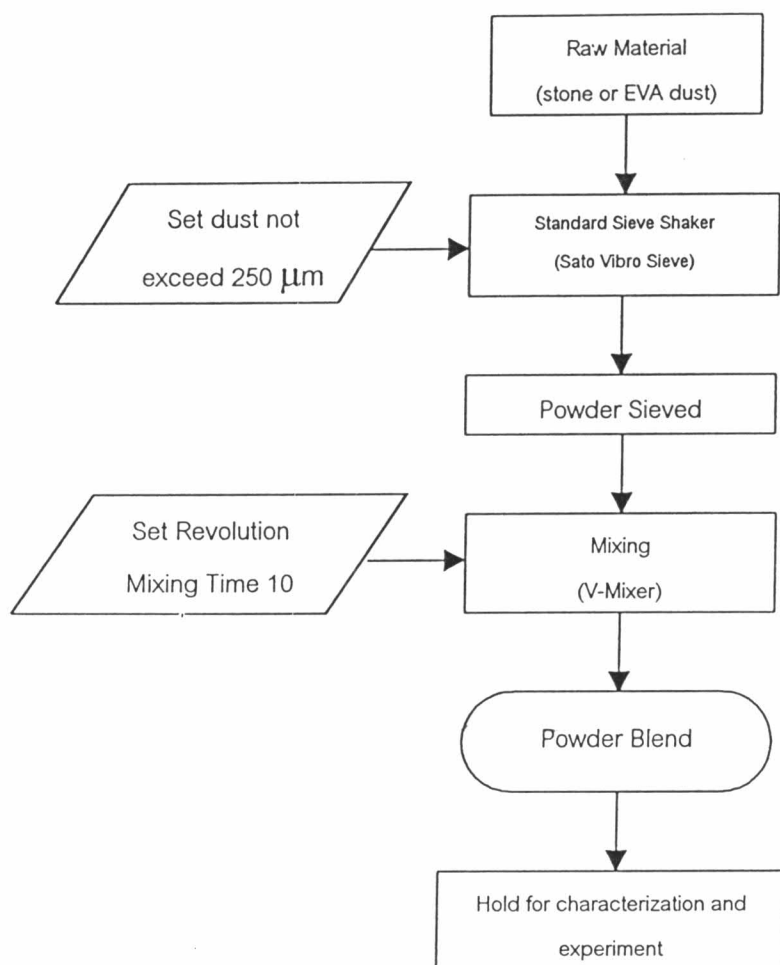 Raw Material
(stone or EVA dust)
Set dust not
exceed 250 μm
Standard Sieve Shaker
(Sato Vibro Sieve)
Powder Sieved
Set Revolution
Mixing Time 10
Mixing
(V-Mixer)
Powder Blend
Hold for characterization and
experiment